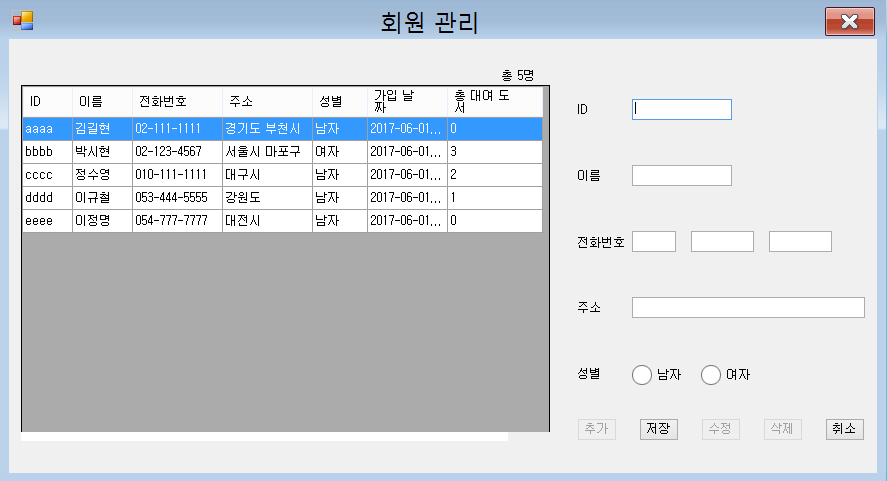 회원 관리
총 5명
ID 이름 전화번호 주소 성별 가입 날짜 총 대여 도서
aaaa 김길현 02-111-1111 경기도 부천시 남자 2017-06-01... 0
bbbb 박시현 02-123-4567 서울시 마포구 여자 2017-06-01... 3
cccc 정수영 010-111-1111 대구시 남자 2017-06-01... 2
dddd 이규철 053-444-5555 강원도 남자 2017-06-01... 1
eeee 이정명 054-777-7777 대전시 남자 2017-06-01... 0
ID
이름
전화번호
주소
성별 남자 여자
추가 저장 수정 삭제 취소